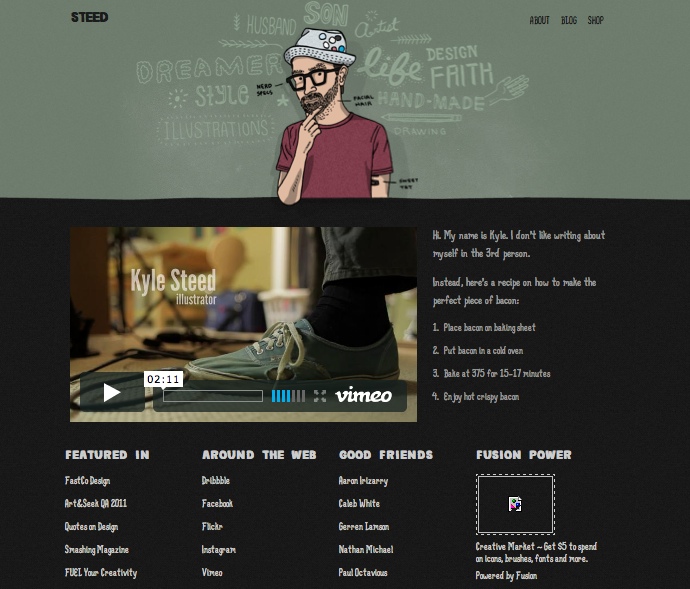 STEED
ABOUT BLOG SHOP
HUSBAND
SON
Artist
DREAMER
life
DESIGN
FAITH
STYLE
NERD
SPECS
FACIAL
HAIR
HAND-MADE
ILLUSTRATIONS
DRAWING
SWEET
TAT
Hi. My name is Kyle. I don't like writing about
myself in the 3rd person.
Instead, here's a recipe on how to make the
perfect piece of bacon:
1. Place bacon on baking sheet
2. Put bacon in a cold oven
3. Bake at 375 for 15-17 minutes
4. Enjoy hot crispy bacon
Kyle Steed
illustrator
02:11
vimeo
FEATURED IN
FastCo Design
Art&Seek QA 2011
Quotes on Design
Smashing Magazine
FUEL Your Creativity
AROUND THE WEB
Dribbble
Facebook
Flickr
Instagram
Vimeo
GOOD FRIENDS
Aaron Irizarry
Caleb White
Gerren Lamson
Nathan Michael
Paul Octavious
FUSION POWER
Creative Market - Get $5 to spend
on icons, brushes, fonts and more.
Powered by Fusion